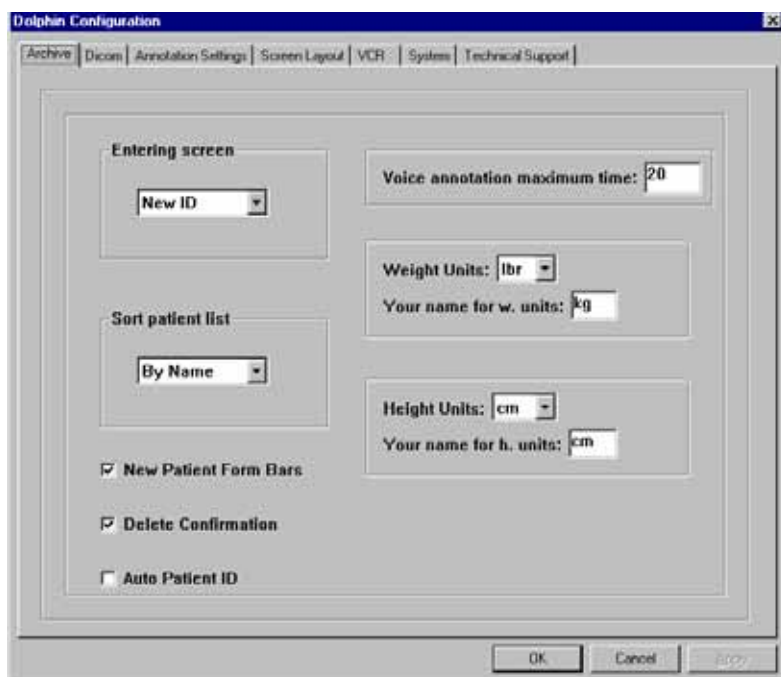 Dolphin Configuration
Archive Dicom Annotation Settings Screen Layout VCR System Technical Support
Entering screen
New ID
Voice annotation maximum time: 20
Weight Units: lbr
Your name for w. units: kg
Sort patient list
By Name
Height Units: cm
Your name for h. units: cm
New Patient Form Bars
Delete Confirmation
Auto Patient ID
OK Cancel Apply